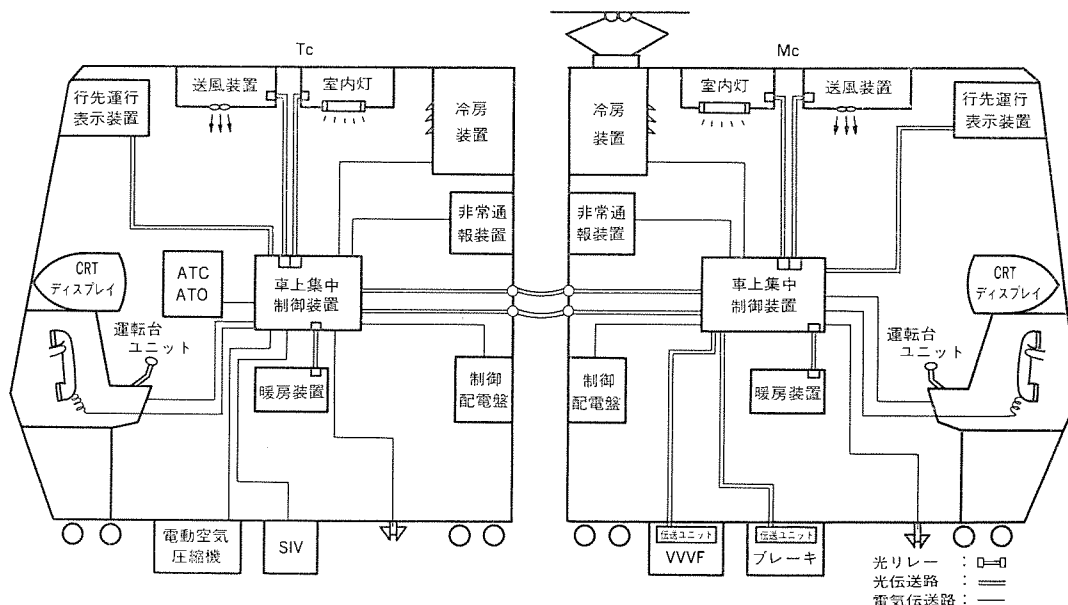 Tc
送風装置
室内灯
行先運行
表示装置
冷房
装置
非常通
報装置
CRT
ディスプレイ
ATC
ATO
車上集中
制御装置
運転台
ユニット
暖房装置
制御
配電盤
電動空気
圧縮機
SIV
Mc
冷房
装置
室内灯
送風装置
行先運行
表示装置
非常通
報装置
車上集中
制御装置
CRT
ディスプレイ
運転台
ユニット
制御
配電盤
暖房装置
伝送ユニット
VVVF
伝送ユニット
ブレーキ
光リレー :
光伝送路 :
電気伝送路 :